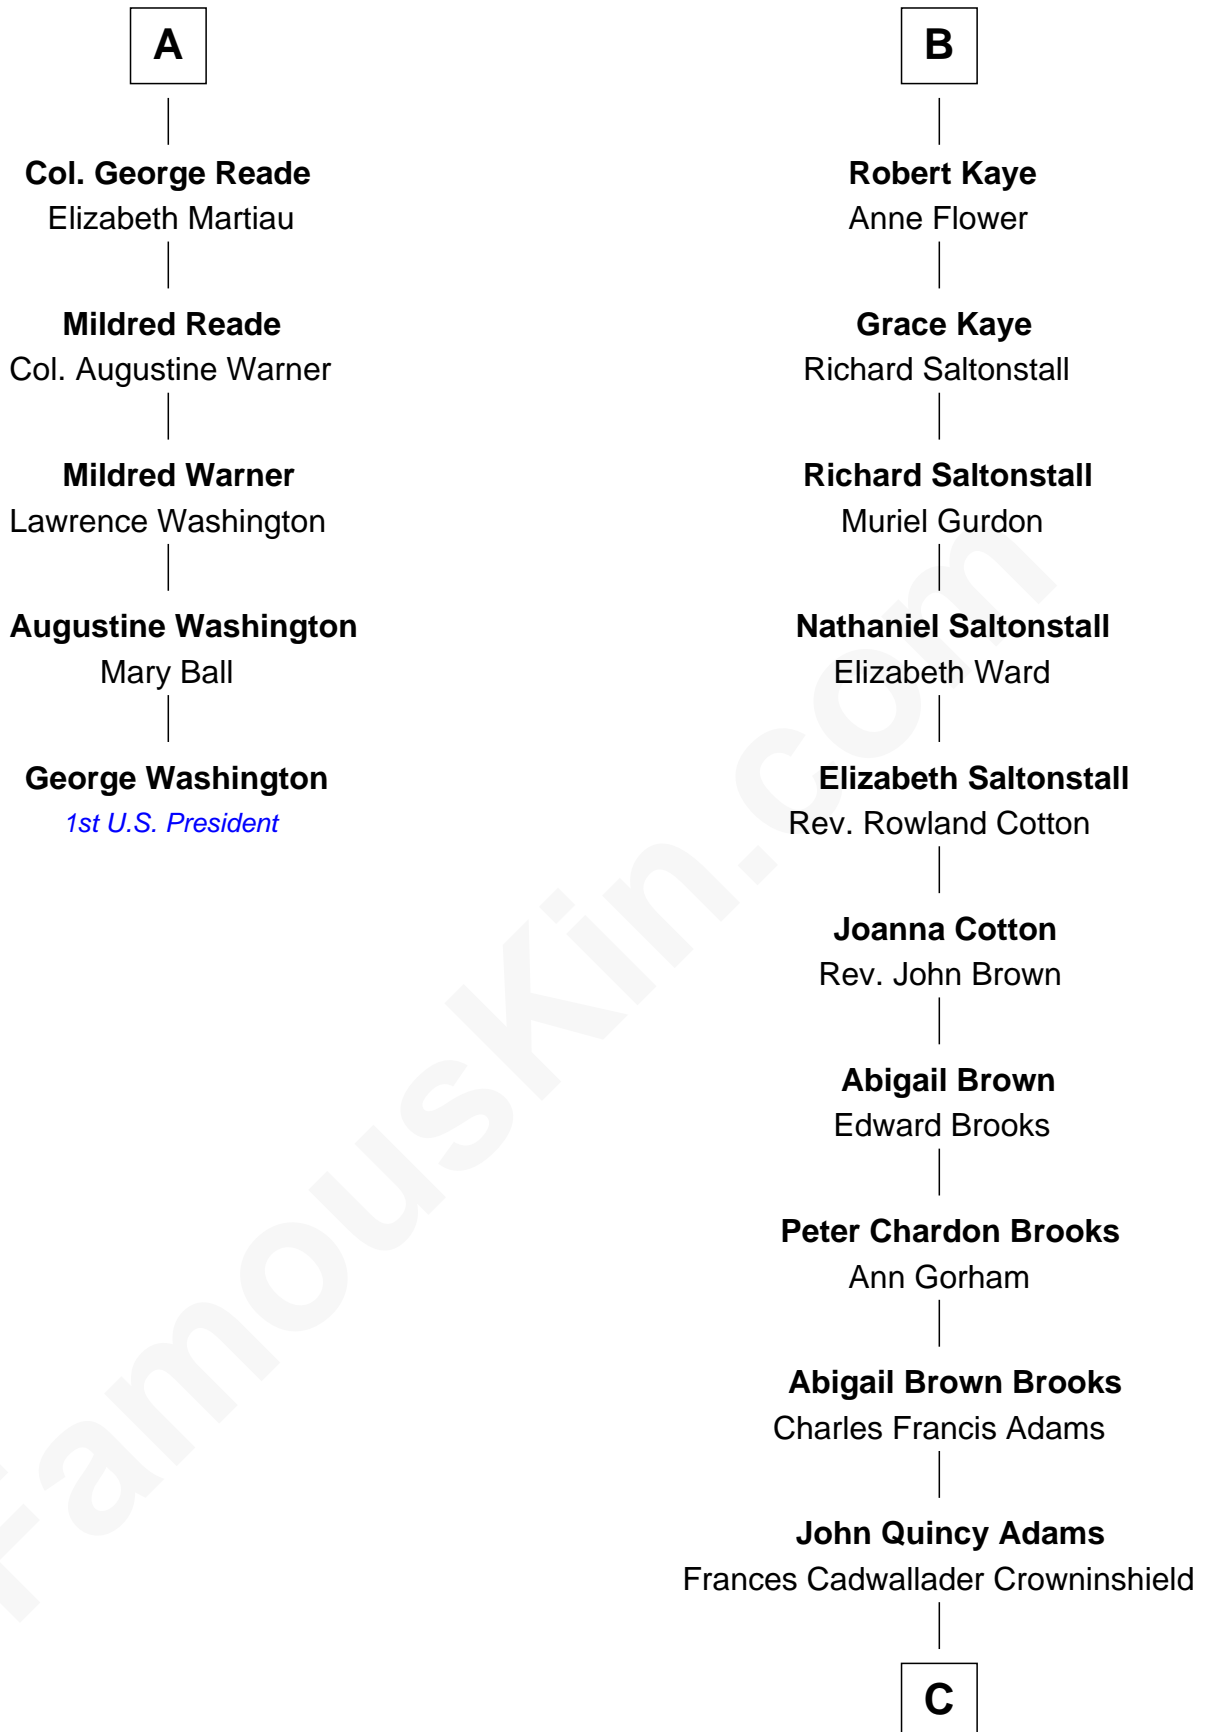 A
Col. George Reade
Elizabeth Martiau
Mildred Reade
Col. Augustine Warner
Mildred Warner
Lawrence Washington
Augustine Washington
Mary Ball
George Washington
1st U.S. President
B
Robert Kaye
Anne Flower
Grace Kaye
Richard Saltonstall
Richard Saltonstall
Muriel Gurdon
Nathaniel Saltonstall
Elizabeth Ward
Elizabeth Saltonstall
Rev. Rowland Cotton
Joanna Cotton
Rev. John Brown
Abigail Brown
Edward Brooks
Peter Chardon Brooks
Ann Gorham
Abigail Brown Brooks
Charles Francis Adams
John Quincy Adams
Frances Cadwallader Crowninshield
C
FamousKin.com